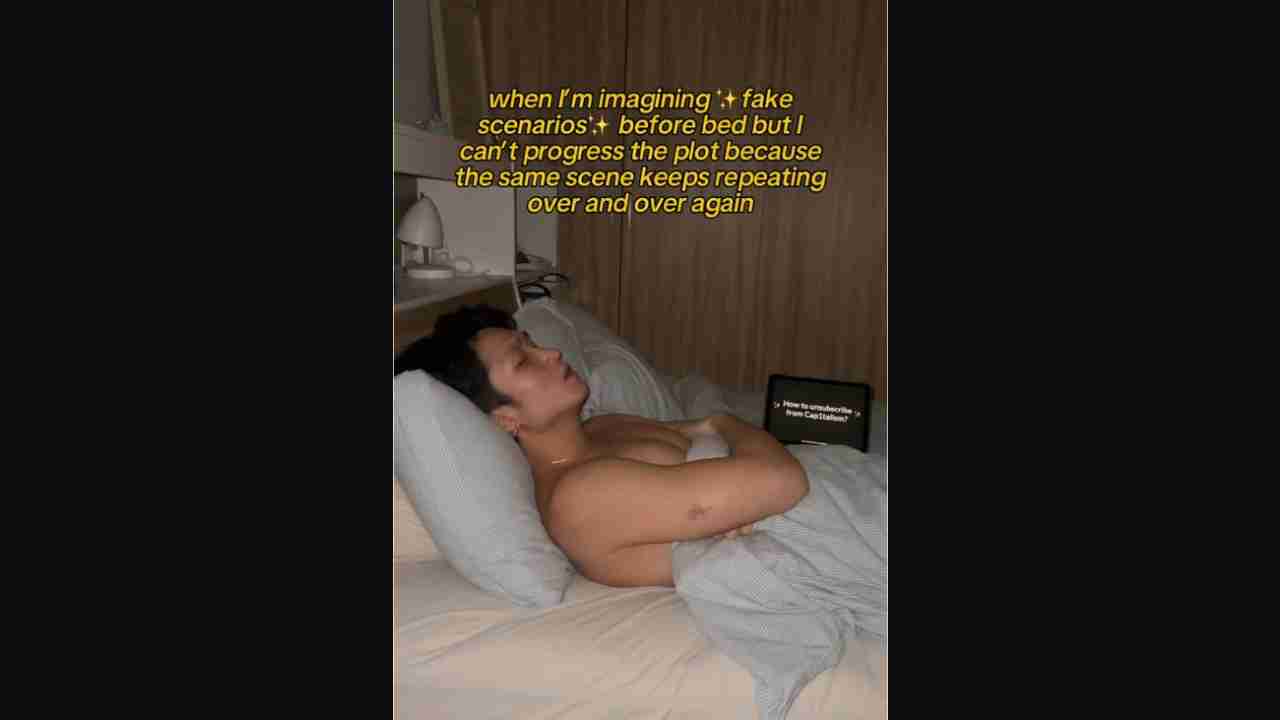 when I'm imagining ✨fake
scenarios✨ before bed but I
can't progress the plot because
the same scene keeps repeating
over and over again
✨ How to unsubscribe ✨
from Cap1talism?